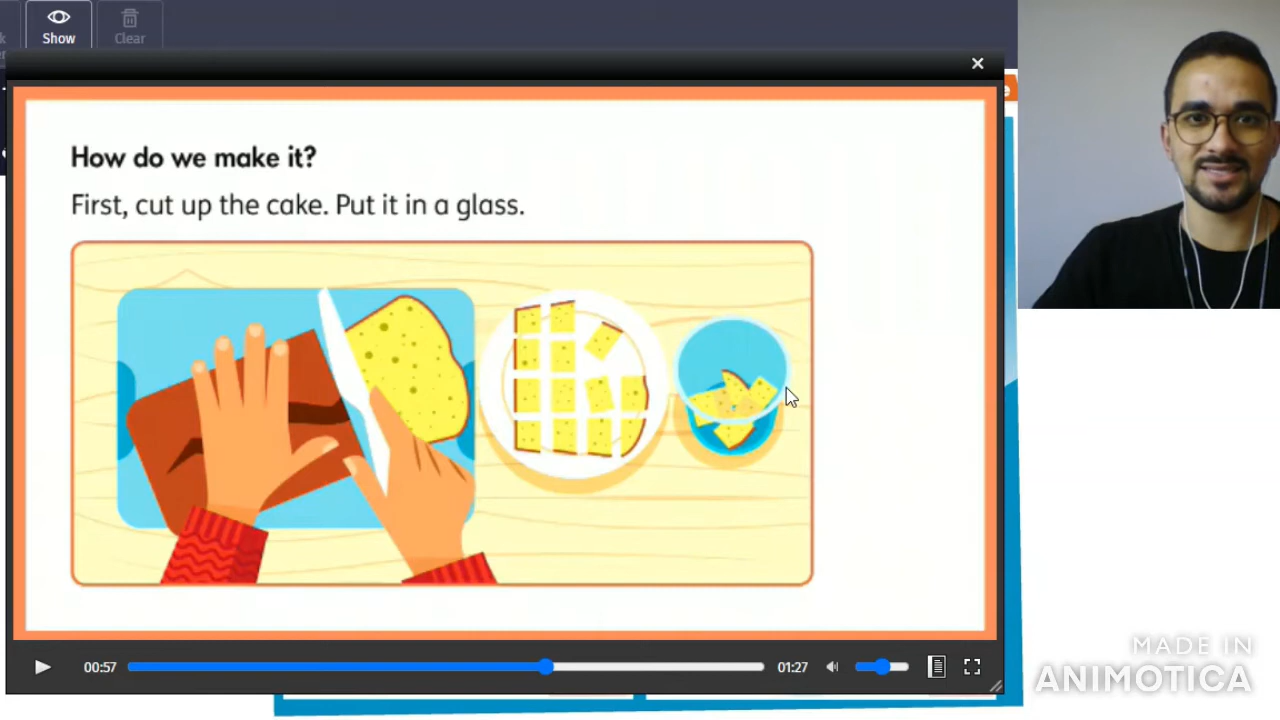 Show
Clear
How do we make it?
First, cut up the cake. Put it in a glass.
00:57
01:27
MADE IN
ANIMOTICA